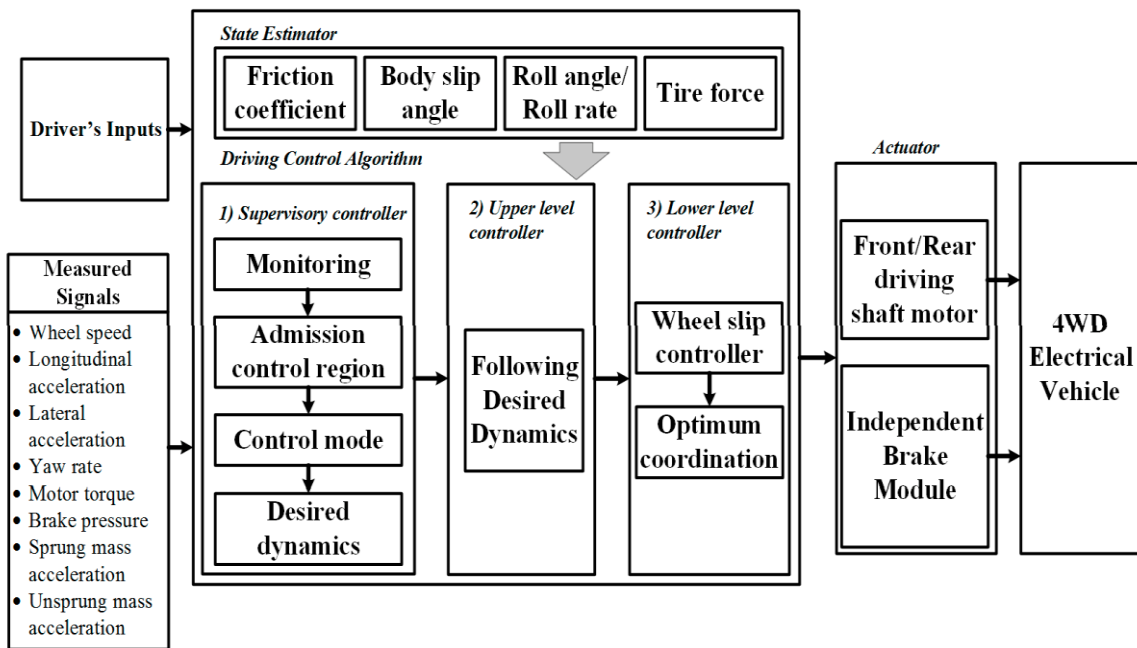 Driver's Inputs
Measured
Signals
• Wheel speed
• Longitudinal
acceleration
• Lateral
acceleration
• Yaw rate
• Motor torque
• Brake pressure
• Sprung mass
acceleration
• Unsprung mass
acceleration
State Estimator
Friction
coefficient
Body slip
angle
Roll angle/
Roll rate
Tire force
Driving Control Algorithm
1) Supervisory controller
Monitoring
Admission
control region
Control mode
Desired
dynamics
2) Upper level
controller
Following
Desired
Dynamics
3) Lower level
controller
Wheel slip
controller
Optimum
coordination
Actuator
Front/Rear
driving
shaft motor
Independent
Brake
Module
4WD
Electrical
Vehicle